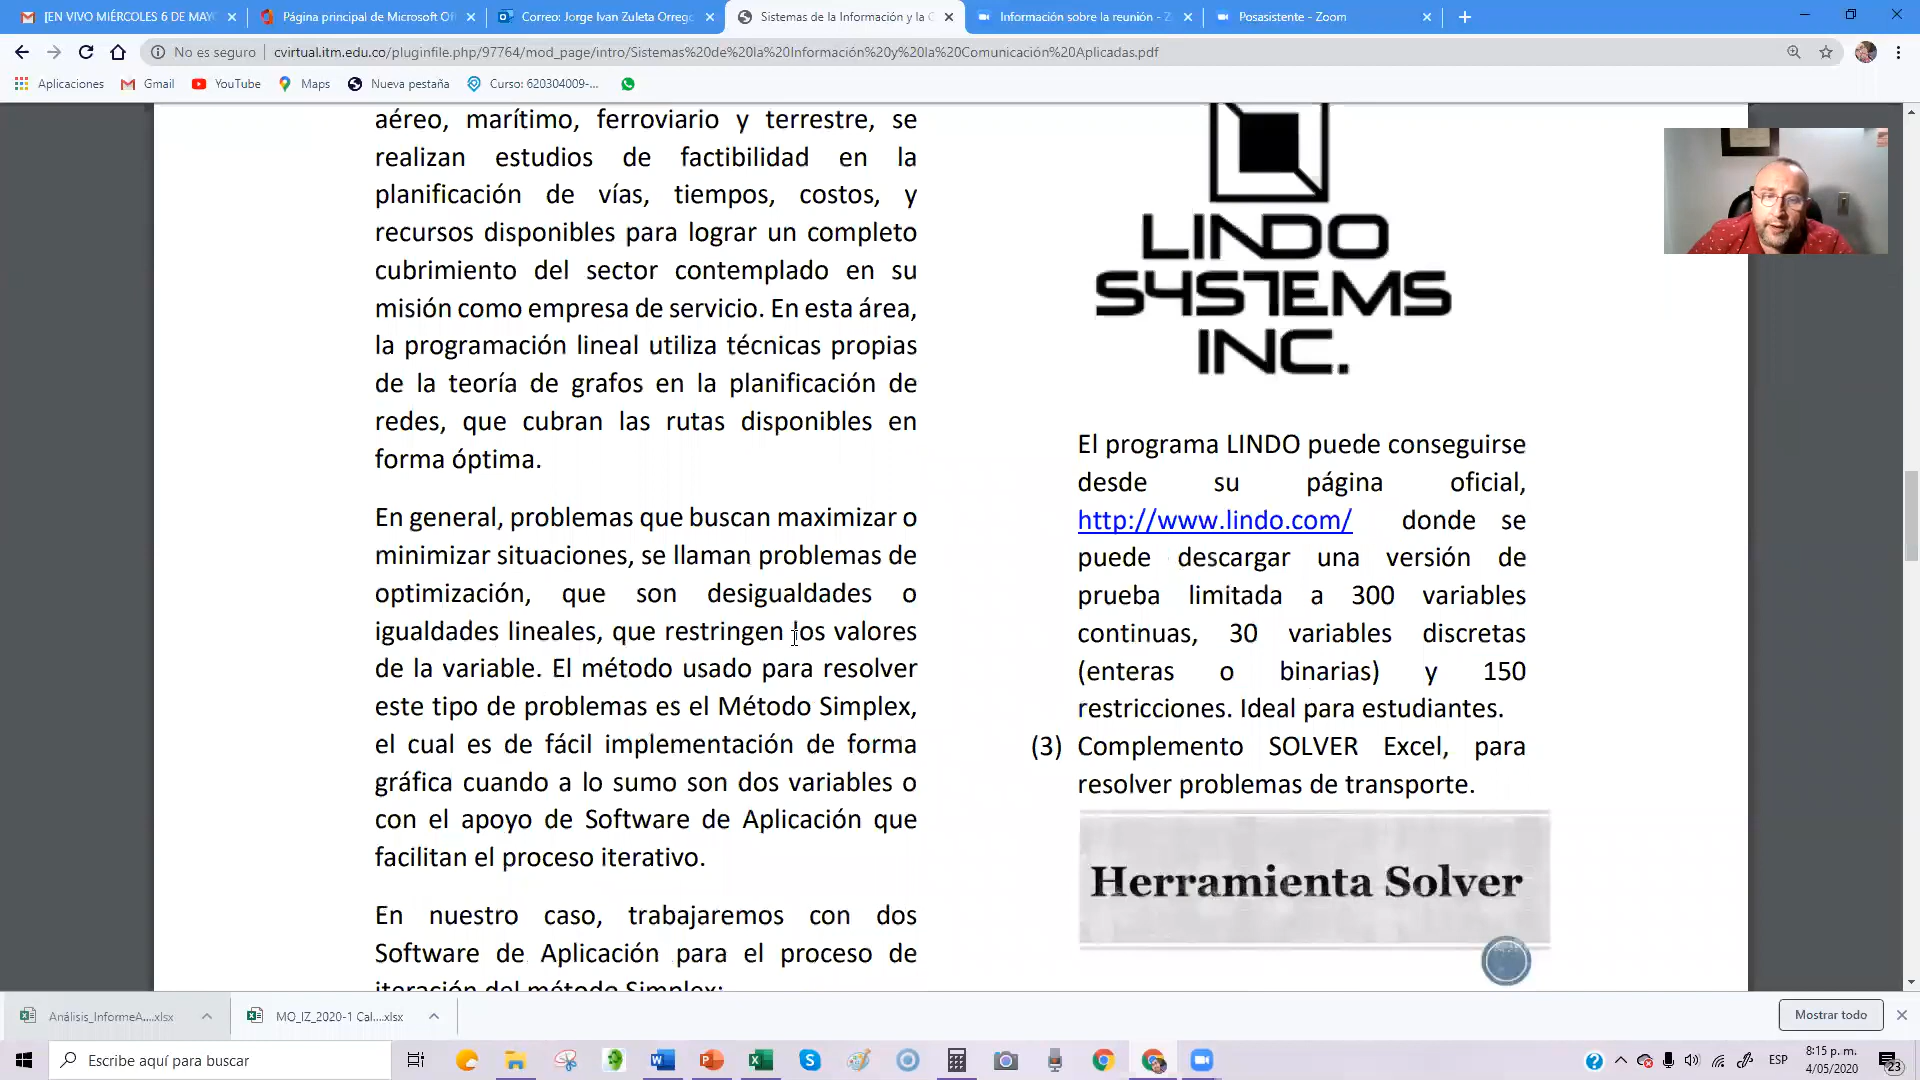 [EN VIVO MIÉRCOLES 6 DE MAY
Página principal de Microsoft Of
Correo: Jorge Ivan Zuleta Orreg
Sistemas de la Información y la C
Información sobre la reunión - Z
Posasistente - Zoom
No es seguro
cvirtual.itm.edu.co/pluginfile.php/97764/mod_page/intro/Sistemas%20de%20la%20Información%20y%20la%20Comunicación%20Aplicadas.pdf
Aplicaciones
Gmail
YouTube
Maps
Nueva pestaña
Curso: 620304009-...
aéreo, marítimo, ferroviario y terrestre, se
realizan estudios de factibilidad en la
planificación de vías, tiempos, costos, y
recursos disponibles para lograr un completo
cubrimiento del sector contemplado en su
misión como empresa de servicio. En esta área,
la programación lineal utiliza técnicas propias
de la teoría de grafos en la planificación de
redes, que cubran las rutas disponibles en
forma óptima.
En general, problemas que buscan maximizar o
minimizar situaciones, se llaman problemas de
optimización, que son desigualdades o
igualdades lineales, que restringen los valores
de la variable. El método usado para resolver
este tipo de problemas es el Método Simplex,
el cual es de fácil implementación de forma
gráfica cuando a lo sumo son dos variables o
con el apoyo de Software de Aplicación que
facilitan el proceso iterativo.
En nuestro caso, trabajaremos con dos
Software de Aplicación para el proceso de
iteración del método Simplex:
LINDO
SYSTEMS
INC.
El programa LINDO puede conseguirse
desde su página oficial,
http://www.lindo.com/ donde se
puede descargar una versión de
prueba limitada a 300 variables
continuas, 30 variables discretas
(enteras o binarias) y 150
restricciones. Ideal para estudiantes.
(3) Complemento SOLVER Excel, para
resolver problemas de transporte.
Herramienta Solver
Análisis_InformeA....xlsx
MO_IZ_2020-1 Cal....xlsx
Mostrar todo
Escribe aquí para buscar
ESP
8:15 p. m.
4/05/2020
23